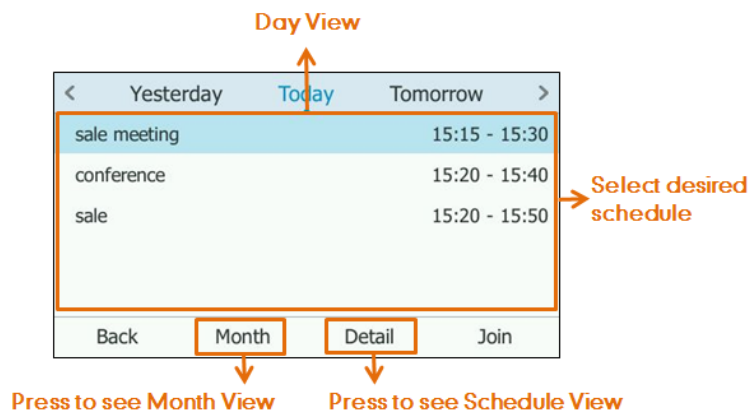 Day View
< Yesterday Today Tomorrow >
sale meeting 15:15 - 15:30
conference 15:20 - 15:40
sale 15:20 - 15:50
Select desired
schedule
Back Month Detail Join
Press to see Month View Press to see Schedule View